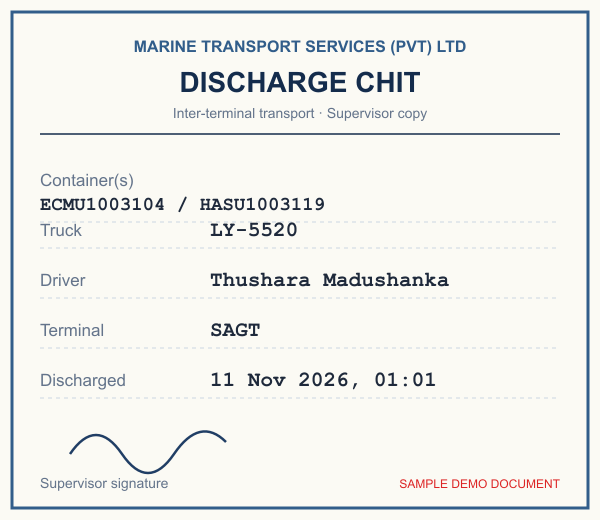 MARINE TRANSPORT SERVICES (PVT) LTD
DISCHARGE CHIT
Inter-terminal transport · Supervisor copy
Container(s)
ECMU1003104 / HASU1003119
Truck LY-5520
Driver Thushara Madushanka
Terminal SAGT
Discharged 11 Nov 2026, 01:01
Supervisor signature SAMPLE DEMO DOCUMENT